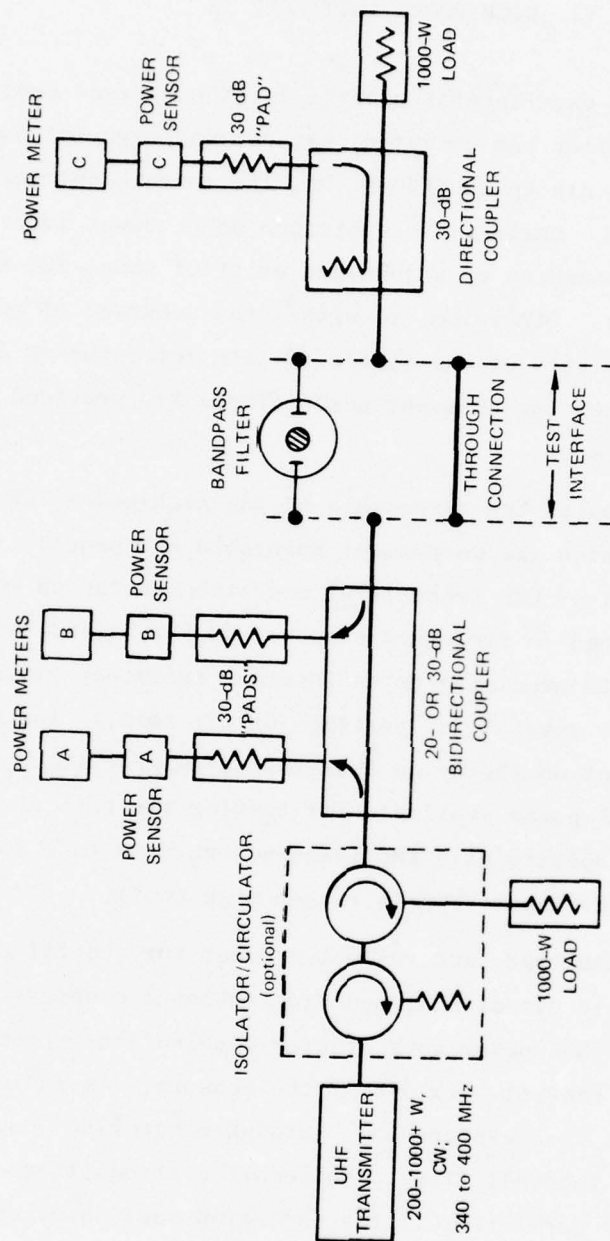 UHF
TRANSMITTER
200-1000+ W,
CW;
340 to 400 MHz
ISOLATOR/CIRCULATOR
(optional)
1000-W
LOAD
POWER METERS
A
B
POWER
SENSOR
A
POWER
SENSOR
B
30-dB
"PADS"
20- OR 30-dB
BIDIRECTIONAL
COUPLER
BANDPASS
FILTER
THROUGH
CONNECTION
TEST
INTERFACE
POWER METER
C
POWER
SENSOR
C
30 dB
"PAD"
30-dB
DIRECTIONAL
COUPLER
1000-W
LOAD